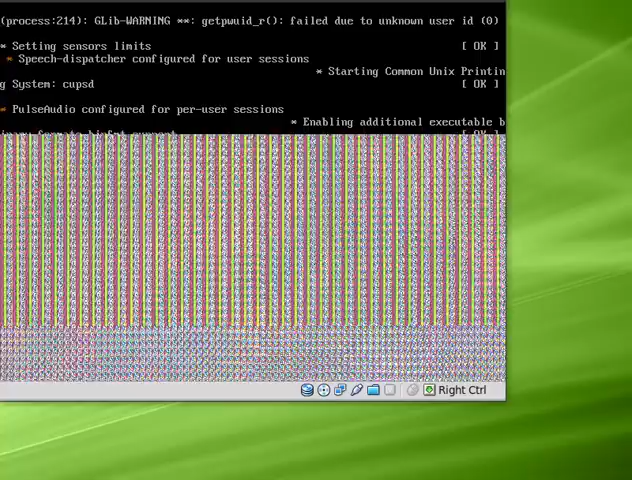 (process:214): GLib-WARNING **: getpwuid_r(): failed due to unknown user id (0)
* Setting sensors limits [ OK ]
* Speech-dispatcher configured for user sessions
* Starting Common Unix Printin
g System: cupsd [ OK ]
* PulseAudio configured for per-user sessions
* Enabling additional executable b
[ OK ]
Right Ctrl